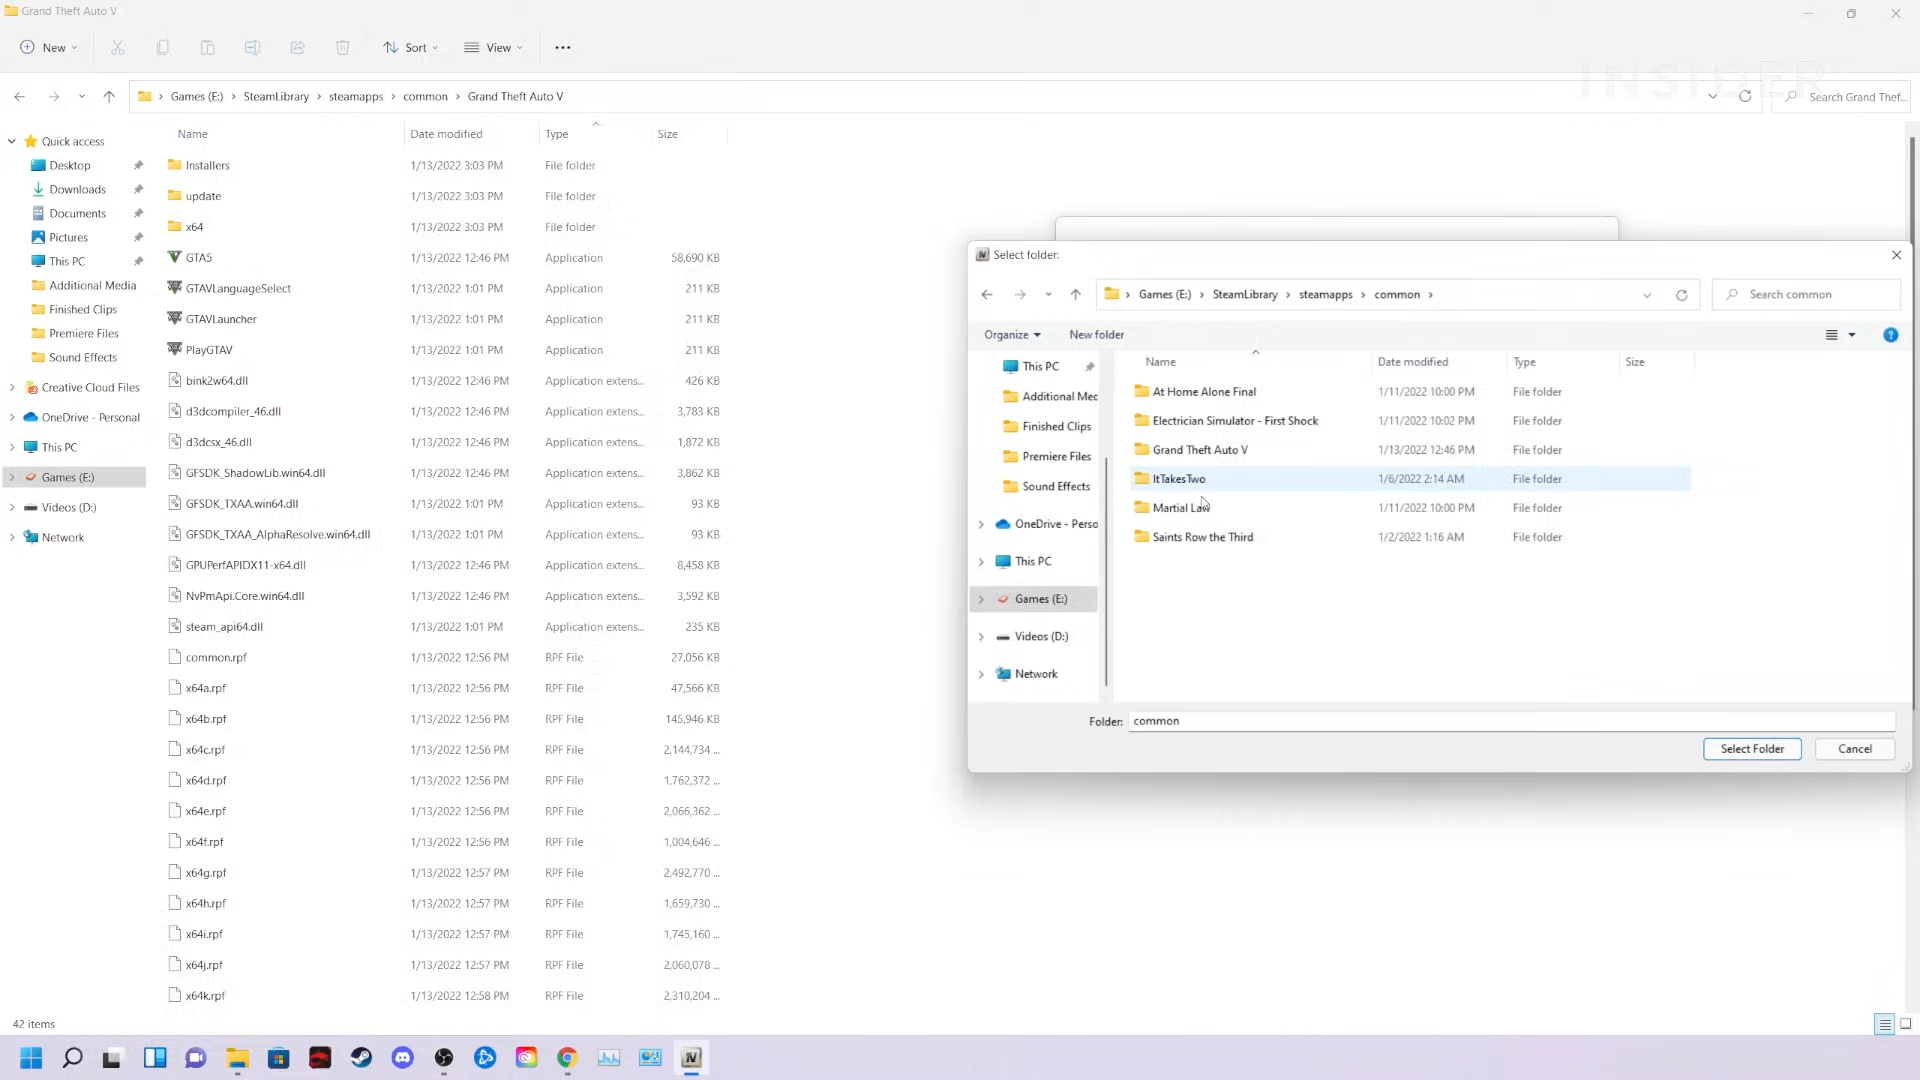 Grand Theft Auto V
New
Sort
View
Games (E:) SteamLibrary steamapps common Grand Theft Auto V
Search Grand Thef...
INSIDER
Name Date modified Type Size
Quick access
Desktop
Downloads
Documents
Pictures
This PC
Additional Media
Finished Clips
Premiere Files
Sound Effects
Creative Cloud Files
OneDrive - Personal
This PC
Games (E:)
Videos (D:)
Network
Installers 1/13/2022 3:03 PM File folder
update 1/13/2022 3:03 PM File folder
x64 1/13/2022 3:03 PM File folder
GTA5 1/13/2022 12:46 PM Application 58,690 KB
GTAVLanguageSelect 1/13/2022 1:01 PM Application 211 KB
GTAVLauncher 1/13/2022 1:01 PM Application 211 KB
PlayGTAV 1/13/2022 1:01 PM Application 211 KB
bink2w64.dll 1/13/2022 12:46 PM Application extens... 426 KB
d3dcompiler_46.dll 1/13/2022 12:46 PM Application extens... 3,783 KB
d3dcsx_46.dll 1/13/2022 12:46 PM Application extens... 1,872 KB
GFSDK_ShadowLib.win64.dll 1/13/2022 12:46 PM Application extens... 3,862 KB
GFSDK_TXAA.win64.dll 1/13/2022 12:46 PM Application extens... 93 KB
GFSDK_TXAA_AlphaResolve.win64.dll 1/13/2022 1:01 PM Application extens... 93 KB
GPUPerfAPIDX11-x64.dll 1/13/2022 12:46 PM Application extens... 8,458 KB
NvPmApi.Core.win64.dll 1/13/2022 12:46 PM Application extens... 3,592 KB
steam_api64.dll 1/13/2022 1:01 PM Application extens... 235 KB
common.rpf 1/13/2022 12:56 PM RPF File 27,056 KB
x64a.rpf 1/13/2022 12:56 PM RPF File 47,566 KB
x64b.rpf 1/13/2022 12:56 PM RPF File 145,946 KB
x64c.rpf 1/13/2022 12:56 PM RPF File 2,144,734 ...
x64d.rpf 1/13/2022 12:56 PM RPF File 1,762,372 ...
x64e.rpf 1/13/2022 12:56 PM RPF File 2,066,362 ...
x64f.rpf 1/13/2022 12:56 PM RPF File 1,004,646 ...
x64g.rpf 1/13/2022 12:57 PM RPF File 2,492,770 ...
x64h.rpf 1/13/2022 12:57 PM RPF File 1,659,730 ...
x64i.rpf 1/13/2022 12:57 PM RPF File 1,745,160 ...
x64j.rpf 1/13/2022 12:57 PM RPF File 2,060,078 ...
x64k.rpf 1/13/2022 12:58 PM RPF File 2,310,204 ...
42 items
Select folder:
Games (E:) SteamLibrary steamapps common
Search common
Organize New folder
This PC
Additional Med
Finished Clips
Premiere Files
Sound Effects
OneDrive - Perso
This PC
Games (E:)
Videos (D:)
Network
Name Date modified Type Size
At Home Alone Final 1/11/2022 10:00 PM File folder
Electrician Simulator - First Shock 1/11/2022 10:02 PM File folder
Grand Theft Auto V 1/13/2022 12:46 PM File folder
ItTakesTwo 1/6/2022 2:14 AM File folder
Martial Law 1/11/2022 10:00 PM File folder
Saints Row the Third 1/2/2022 1:16 AM File folder
Folder: common
Select Folder Cancel